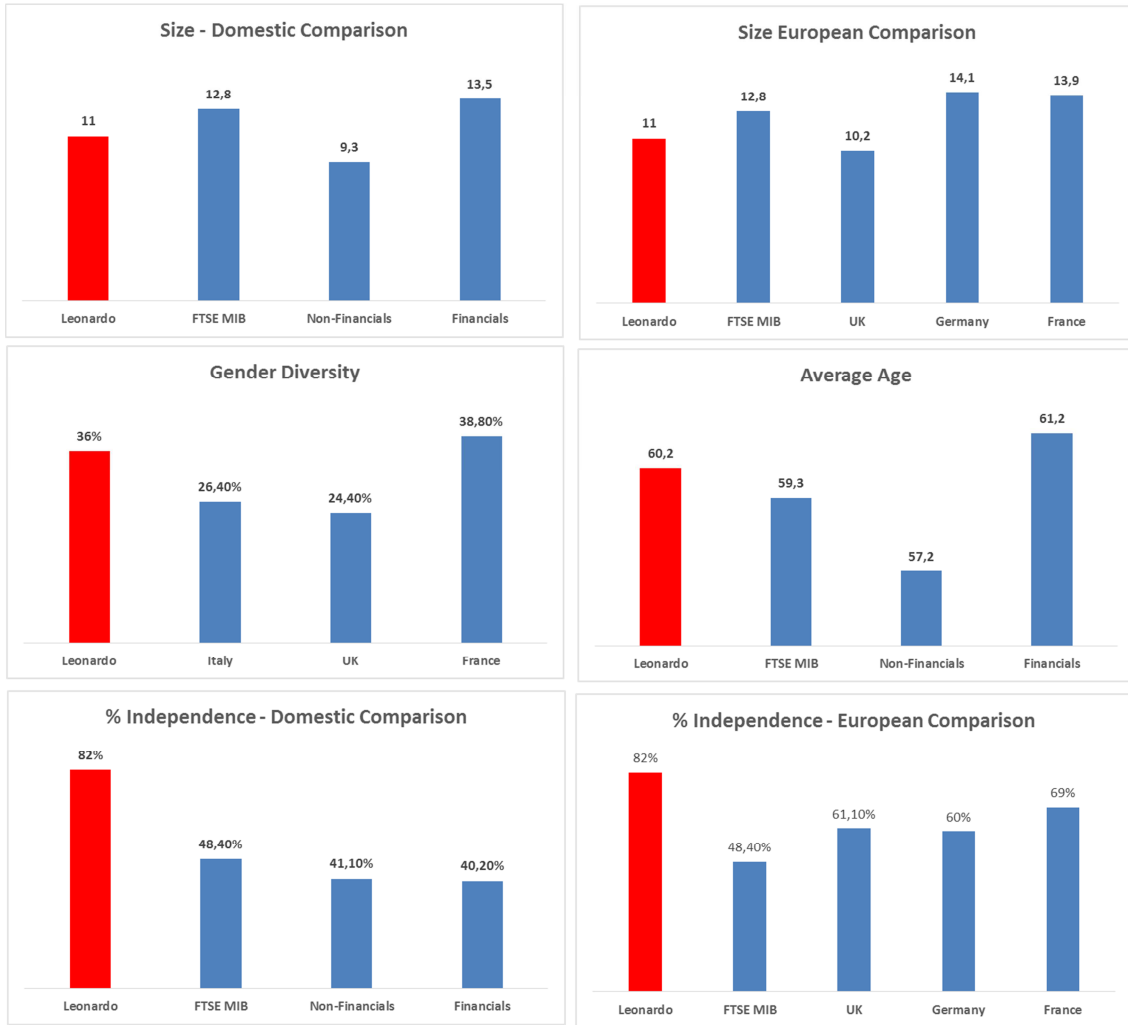 Size - Domestic Comparison
13,5
12,8
11
9,3
Leonardo FTSE MIB Non-Financials Financials
Size European Comparison
14,1
13,9
12,8
11
10,2
Leonardo FTSE MIB UK Germany France
Gender Diversity
38,80%
36%
26,40%
24,40%
Leonardo Italy UK France
Average Age
61,2
60,2
59,3
57,2
Leonardo FTSE MIB Non-Financials Financials
% Independence - Domestic Comparison
82%
48,40%
41,10%
40,20%
Leonardo FTSE MIB Non-Financials Financials
% Independence - European Comparison
82%
69%
61,10%
60%
48,40%
Leonardo FTSE MIB UK Germany France